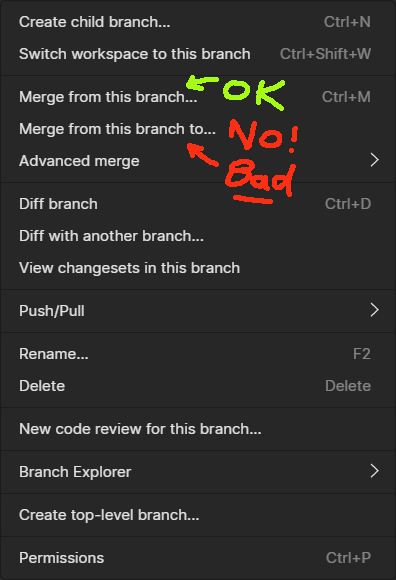 Create child branch... Ctrl+N
Switch workspace to this branch Ctrl+Shift+W
Merge from this branch... OK Ctrl+M
Merge from this branch to... No!
Advanced merge Bad
Diff branch Ctrl+D
Diff with another branch...
View changesets in this branch
Push/Pull
Rename... F2
Delete Delete
New code review for this branch...
Branch Explorer
Create top-level branch...
Permissions Ctrl+P